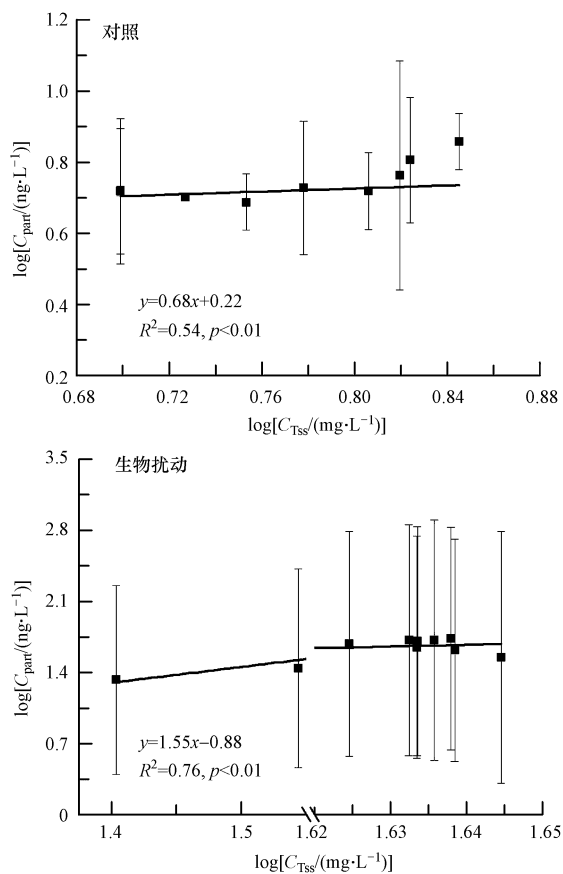 对照
1.2
1.0
0.8
0.6
0.4
0.2
log[Cpart/(ng·L−1)]
y=0.68x+0.22
R2=0.54, p<0.01
0.68 0.72 0.76 0.80 0.84 0.88
log[CTss/(mg·L−1)]
生物扰动
3.5
2.8
2.1
1.4
0.7
0
log[Cpart/(ng·L−1)]
y=1.55x−0.88
R2=0.76, p<0.01
1.4 1.5 1.62 1.63 1.64 1.65
log[CTss/(mg·L−1)]